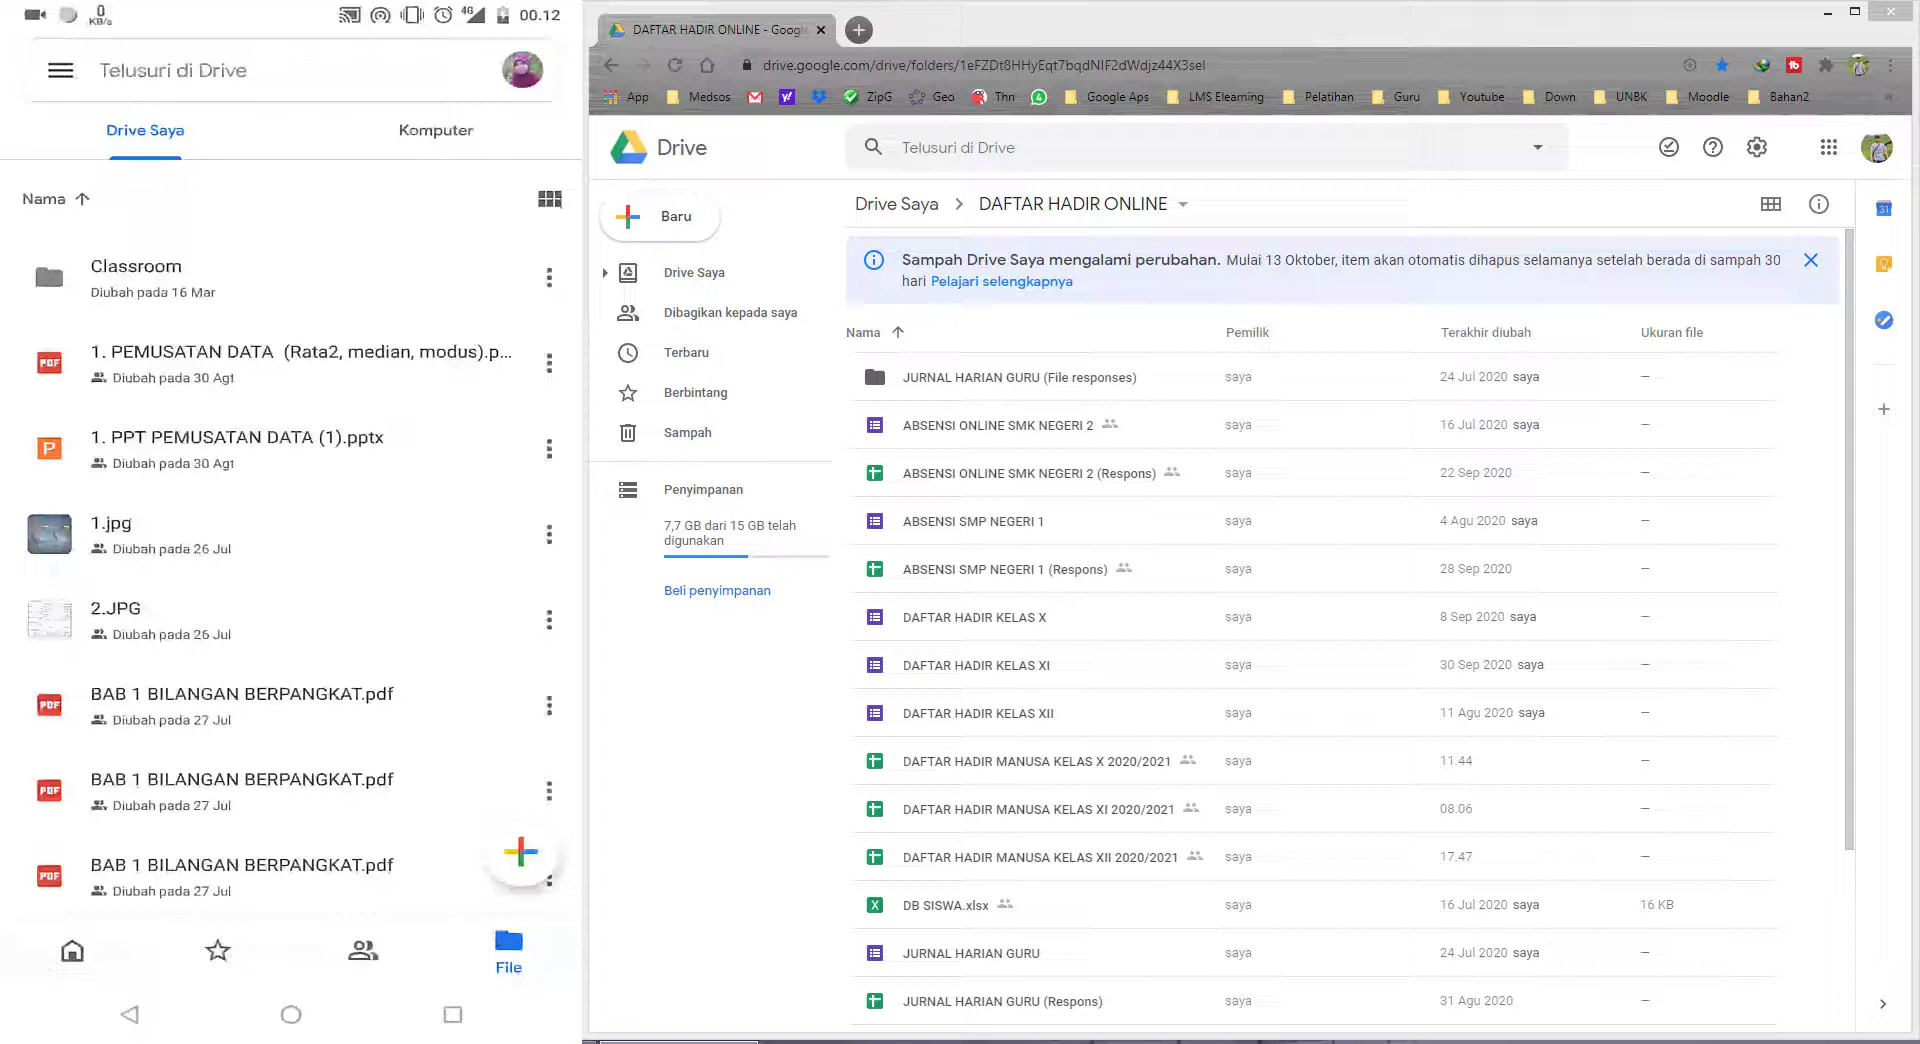 0
KB/s
4G
00.12
Telusuri di Drive
Drive Saya
Komputer
Nama
Classroom
Diubah pada 16 Mar
1. PEMUSATAN DATA (Rata2, median, modus).p...
Diubah pada 30 Agt
1. PPT PEMUSATAN DATA (1).pptx
Diubah pada 30 Agt
1.jpg
Diubah pada 26 Jul
2.JPG
Diubah pada 26 Jul
BAB 1 BILANGAN BERPANGKAT.pdf
Diubah pada 27 Jul
BAB 1 BILANGAN BERPANGKAT.pdf
Diubah pada 27 Jul
BAB 1 BILANGAN BERPANGKAT.pdf
Diubah pada 27 Jul
File
DAFTAR HADIR ONLINE - Google
drive.google.com/drive/folders/1eFZDt8HHyEqt7bqdNIF2dWdjz44X3sel
App Medsos ZipG Geo Thn Google Aps LMS Elearning Pelatihan Guru Youtube Down UNBK Moodle Bahan2
Drive
Telusuri di Drive
Baru
Drive Saya
Dibagikan kepada saya
Terbaru
Berbintang
Sampah
Penyimpanan
7,7 GB dari 15 GB telah
digunakan
Beli penyimpanan
Drive Saya > DAFTAR HADIR ONLINE
Sampah Drive Saya mengalami perubahan. Mulai 13 Oktober, item akan otomatis dihapus selamanya setelah berada di sampah 30
hari Pelajari selengkapnya
Nama Pemilik Terakhir diubah Ukuran file
JURNAL HARIAN GURU (File responses) saya 24 Jul 2020 saya —
ABSENSI ONLINE SMK NEGERI 2 saya 16 Jul 2020 saya —
ABSENSI ONLINE SMK NEGERI 2 (Respons) saya 22 Sep 2020 —
ABSENSI SMP NEGERI 1 saya 4 Agu 2020 saya —
ABSENSI SMP NEGERI 1 (Respons) saya 28 Sep 2020 —
DAFTAR HADIR KELAS X saya 8 Sep 2020 saya —
DAFTAR HADIR KELAS XI saya 30 Sep 2020 saya —
DAFTAR HADIR KELAS XII saya 11 Agu 2020 saya —
DAFTAR HADIR MANUSA KELAS X 2020/2021 saya 11.44 —
DAFTAR HADIR MANUSA KELAS XI 2020/2021 saya 08.06 —
DAFTAR HADIR MANUSA KELAS XII 2020/2021 saya 17.47 —
DB SISWA.xlsx saya 16 Jul 2020 saya 16 KB
JURNAL HARIAN GURU saya 24 Jul 2020 saya —
JURNAL HARIAN GURU (Respons) saya 31 Agu 2020 —